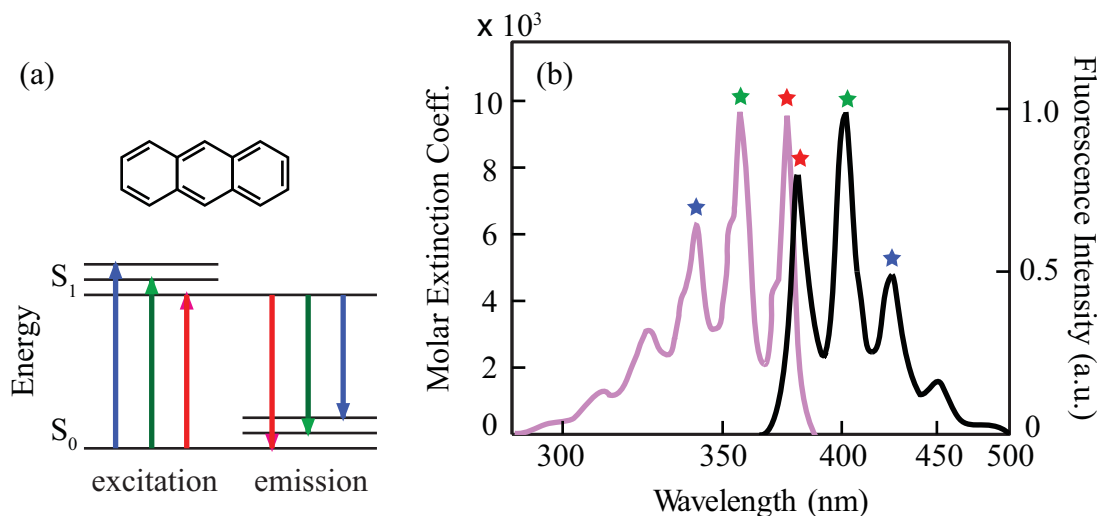 (a)
S₁
Energy
S₀
excitation
emission
x 10³
(b)
Molar Extinction Coeff.
10
8
6
4
2
0
1.0
0.5
0
Fluorescence Intensity (a.u.)
300
350
400
450
500
Wavelength (nm)